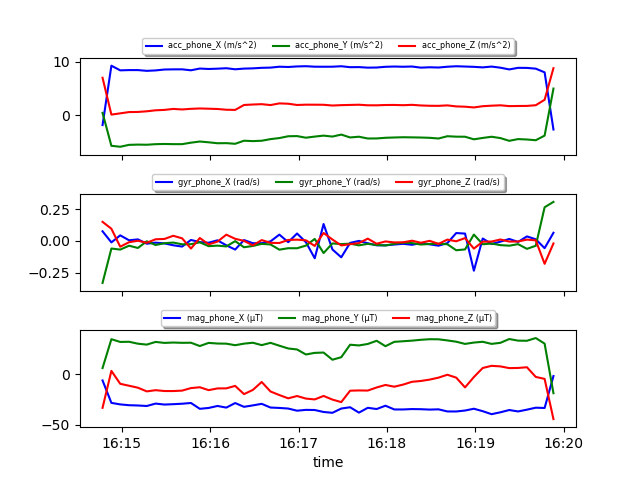 acc_phone_X (m/s^2) acc_phone_Y (m/s^2) acc_phone_Z (m/s^2)
10
0
gyr_phone_X (rad/s) gyr_phone_Y (rad/s) gyr_phone_Z (rad/s)
0.25
0.00
−0.25
mag_phone_X (μT) mag_phone_Y (μT) mag_phone_Z (μT)
0
−50
16:15 16:16 16:17 16:18 16:19 16:20
time